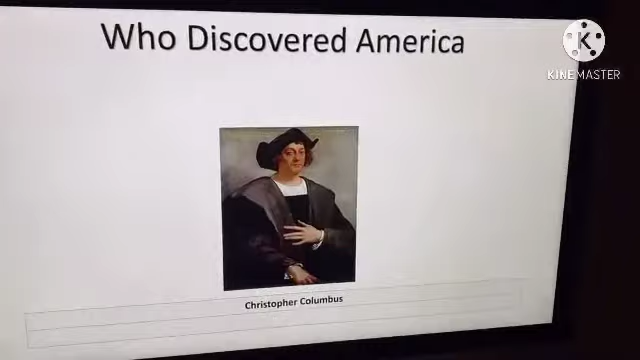 Who Discovered America
K
KINEMASTER
Christopher Columbus